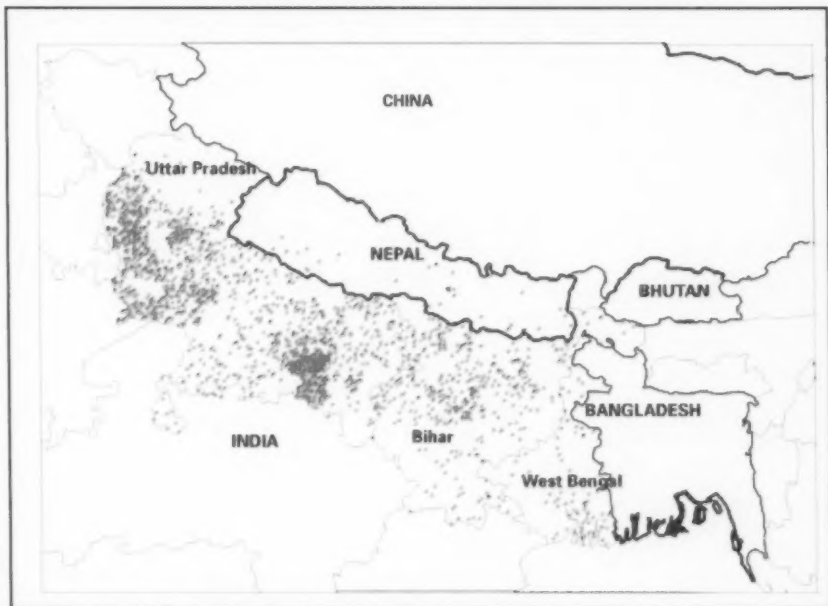 CHINA
Uttar Pradesh
NEPAL
BHUTAN
BANGLADESH
INDIA
Bihar
West Bengal